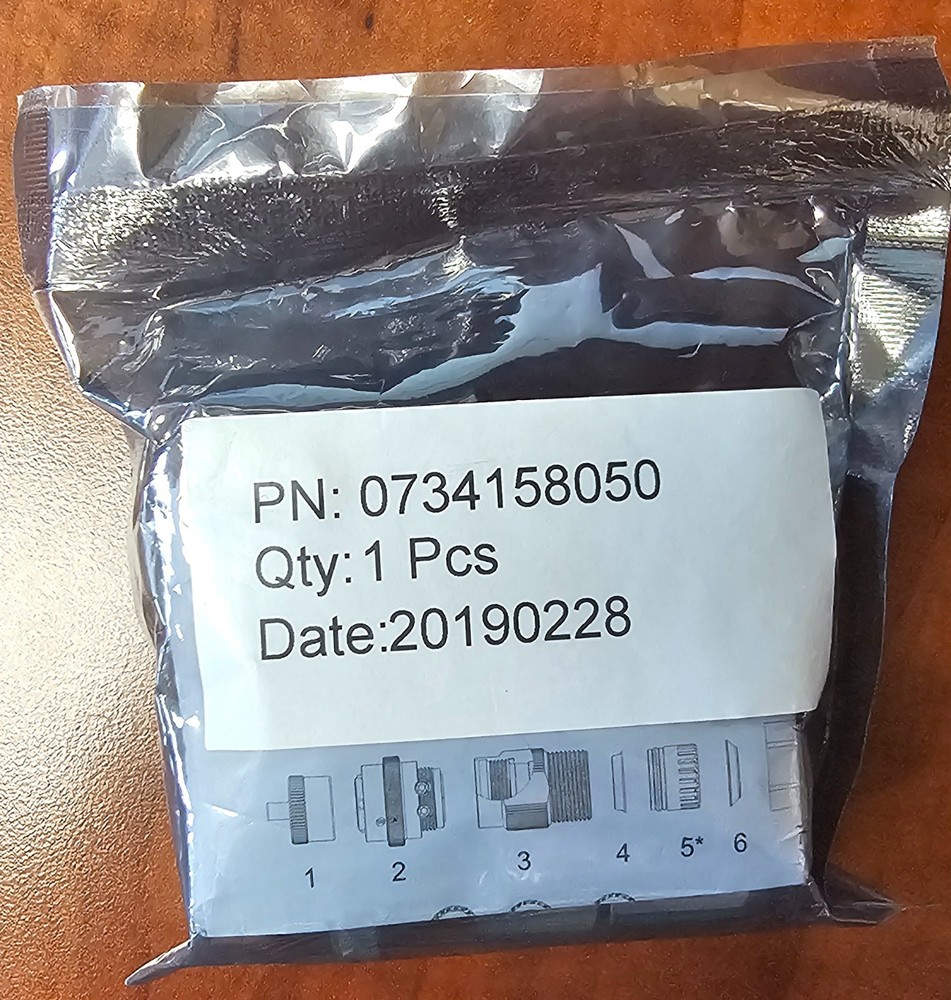 PN: 0734158050
Qty: 1 Pcs
Date:20190228
1 2 3 4 5* 6